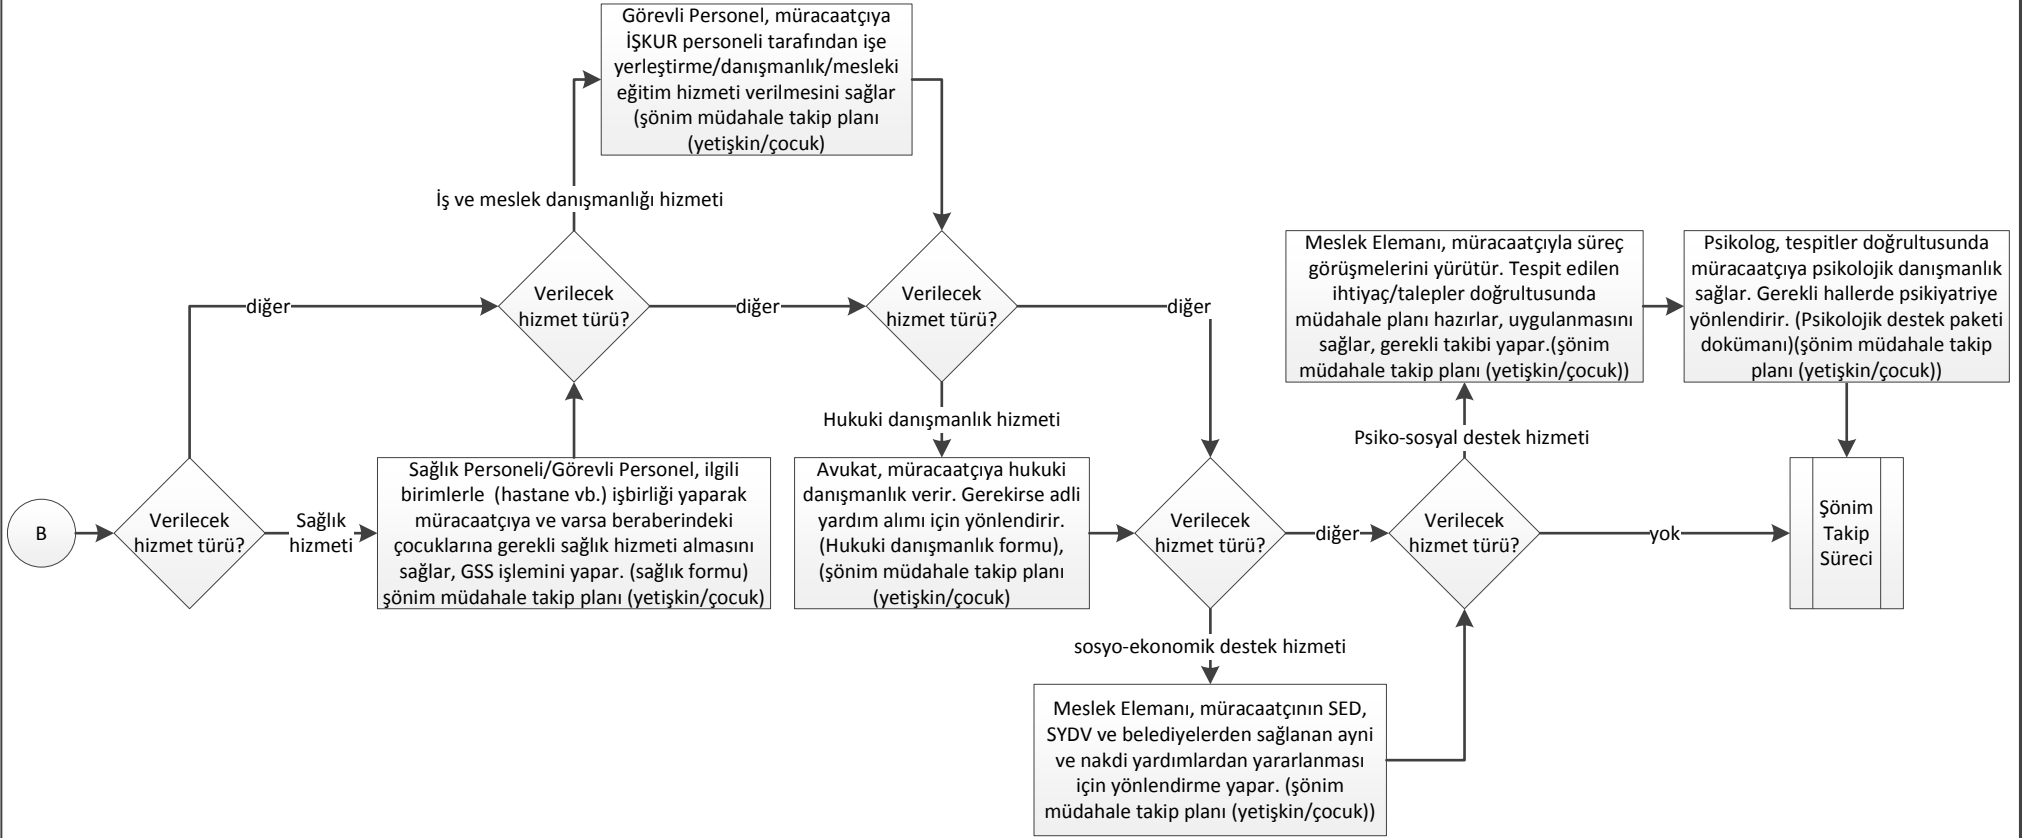 Görevli Personel, müracaatçıya
İŞKUR personeli tarafından işe
yerleştirme/danışmanlık/mesleki
eğitim hizmeti verilmesini sağlar
(şönim müdahale takip planı
(yetişkin/çocuk)
İş ve meslek danışmanlığı hizmeti
diğer
Verilecek
hizmet türü?
diğer
Verilecek
hizmet türü?
diğer
Meslek Elemanı, müracaatçıyla süreç
görüşmelerini yürütür. Tespit edilen
ihtiyaç/talepler doğrultusunda
müdahale planı hazırlar, uygulanmasını
sağlar, gerekli takibi yapar.(şönim
müdahale takip planı (yetişkin/çocuk))
Psikolog, tespitler doğrultusunda
müracaatçıya psikolojik danışmanlık
sağlar. Gerekli hallerde psikiyatriye
yönlendirir. (Psikolojik destek paketi
dokümanı)(şönim müdahale takip
planı (yetişkin/çocuk))
Hukuki danışmanlık hizmeti
Psiko-sosyal destek hizmeti
B
Verilecek
hizmet türü?
Sağlık
hizmeti
Sağlık Personeli/Görevli Personel, ilgili
birimlerle (hastane vb.) işbirliği yaparak
müracaatçıya ve varsa beraberindeki
çocuklarına gerekli sağlık hizmeti almasını
sağlar, GSS işlemini yapar. (sağlık formu)
şönim müdahale takip planı (yetişkin/çocuk)
Avukat, müracaatçıya hukuki
danışmanlık verir. Gerekirse adli
yardım alımı için yönlendirir.
(Hukuki danışmanlık formu),
(şönim müdahale takip planı
(yetişkin/çocuk)
Verilecek
hizmet türü?
diğer
Verilecek
hizmet türü?
yok
Şönim
Takip
Süreci
sosyo-ekonomik destek hizmeti
Meslek Elemanı, müracaatçının SED,
SYDV ve belediyelerden sağlanan ayni
ve nakdi yardımlardan yararlanması
için yönlendirme yapar. (şönim
müdahale takip planı (yetişkin/çocuk))